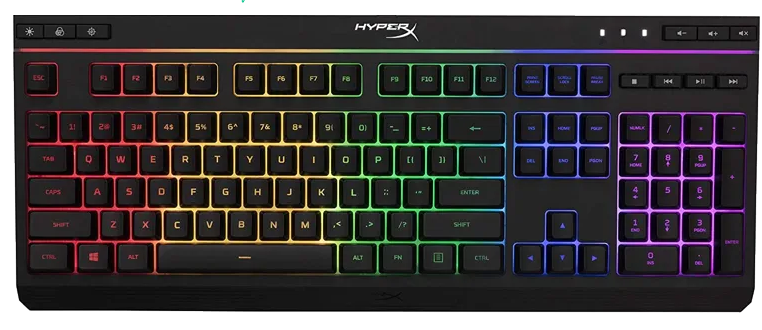 HYPERX
ESC F1 F2 F3 F4 F5 F6 F7 F8 F9 F10 F11 F12 SCROLL LOCK
~ 1! 2@ 3# 4$ 5% 6^ 7& 8* 9( 0) -_ =+ INS HOME PGUP / * -
TAB Q W E R T Y U I O P [{ ]} \| DEL END PGDN 7 HOME 8 9 PGUP +
CAPS A S D F G H J K L ;: '" ENTER 4 5 6
SHIFT Z X C V B N M ,< .> /? SHIFT 1 END 2 3 PGDN ENTER
CTRL ALT ALT FN CTRL 0 INS . DEL